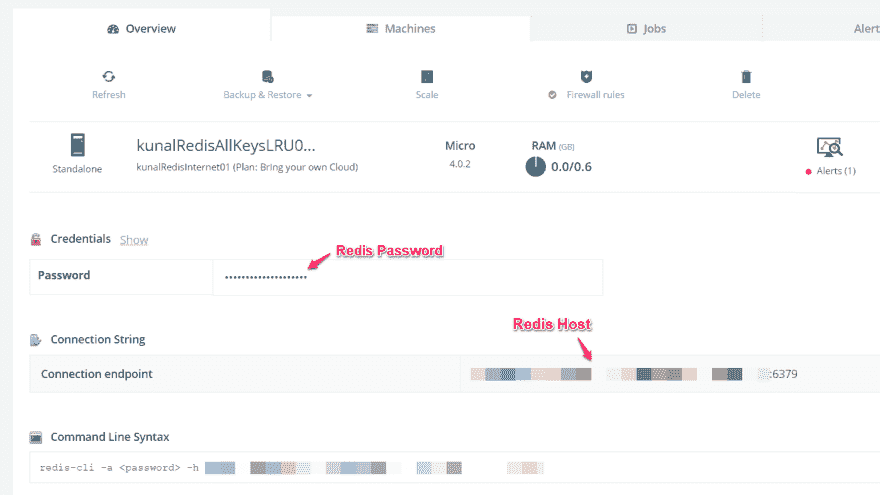 Overview
Machines
Jobs
Alert
Refresh
Backup & Restore
Scale
Firewall rules
Delete
Standalone
kunalRedisAllKeysLRU0...
kunalRedisInternet01 (Plan: Bring your own Cloud)
Micro
4.0.2
RAM (GB)
0.0/0.6
Alerts (1)
Credentials Show
Redis Password
Password
••••••••••••••••••••
Redis Host
Connection String
Connection endpoint
:6379
Command Line Syntax
redis-cli -a <password> -h